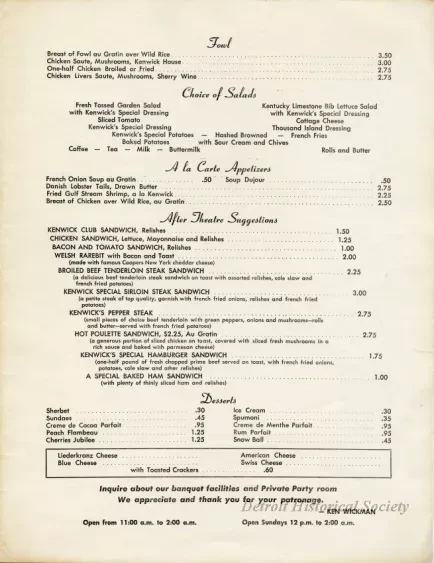 Fowl
Breast of Fowl au Gratin over Wild Rice 3.50
Chicken Saute, Mushrooms, Kenwick House 3.00
One-half Chicken Broiled or Fried 2.75
Chicken Livers Saute, Mushrooms, Sherry Wine 2.75
Choice of Salads
Fresh Tossed Garden Salad Kentucky Limestone Bib Lettuce Salad
with Kenwick's Special Dressing with Kenwick's Special Dressing
Sliced Tomato Cottage Cheese
Kenwick's Special Dressing Thousand Island Dressing
Kenwick's Special Potatoes — Hashed Browned — French Fries
Baked Potatoes with Sour Cream and Chives
Coffee — Tea — Milk — Buttermilk Rolls and Butter
A la Carte Appetizers
French Onion Soup au Gratin .50 Soup Dujour .50
Danish Lobster Tails, Drawn Butter 2.75
Fried Gulf Stream Shrimp, a la Kenwick 2.25
Breast of Chicken over Wild Rice, au Gratin 2.50
After Theatre Suggestions
KENWICK CLUB SANDWICH, Relishes 1.50
CHICKEN SANDWICH, Lettuce, Mayonnaise and Relishes 1.25
BACON AND TOMATO SANDWICH, Relishes 1.00
WELSH RAREBIT with Bacon and Toast 2.00
(made with famous Coopers New York chedder cheese)
BROILED BEEF TENDERLOIN STEAK SANDWICH 2.25
(a delicious beef tenderloin steak sandwich on toast with assorted relishes, cole slaw and
french fried potatoes)
KENWICK SPECIAL SIRLOIN STEAK SANDWICH 3.00
(a petite steak of top quality, garnish with french fried onions, relishes and french fried
potatoes)
KENWICK'S PEPPER STEAK 2.75
(small pieces of choice beef tenderloin with green peppers, onions and mushrooms—rolls
and butter—served with french fried potatoes)
HOT POULETTE SANDWICH, $2.25, Au Gratin 2.75
(a generous portion of sliced chicken on toast, covered with sliced fresh mushrooms in a
rich sauce and baked with parmesan cheese)
KENWICK'S SPECIAL HAMBURGER SANDWICH 1.75
(one-half pound of fresh chopped prime beef served on toast, with french fried onions,
potatoes, cole slaw and other relishes)
A SPECIAL BAKED HAM SANDWICH 1.00
(with plenty of thinly sliced ham and relishes)
Desserts
Sherbet .30 Ice Cream .30
Sundaes .45 Spumoni .35
Creme de Cocoa Parfait .95 Creme de Menthe Parfait .95
Peach Flambeau 1.25 Rum Parfait .95
Cherries Jubilee 1.25 Snow Ball .45
Liederkranz Cheese American Cheese
Blue Cheese Swiss Cheese
with Toasted Crackers .60
Inquire about our banquet facilities and Private Party room
We appreciate and thank you for your patronage.
Detroit Historical Society
— KEN WICKMAN
Open from 11:00 a.m. to 2:00 a.m. Open Sundays 12 p.m. to 2:00 a.m.